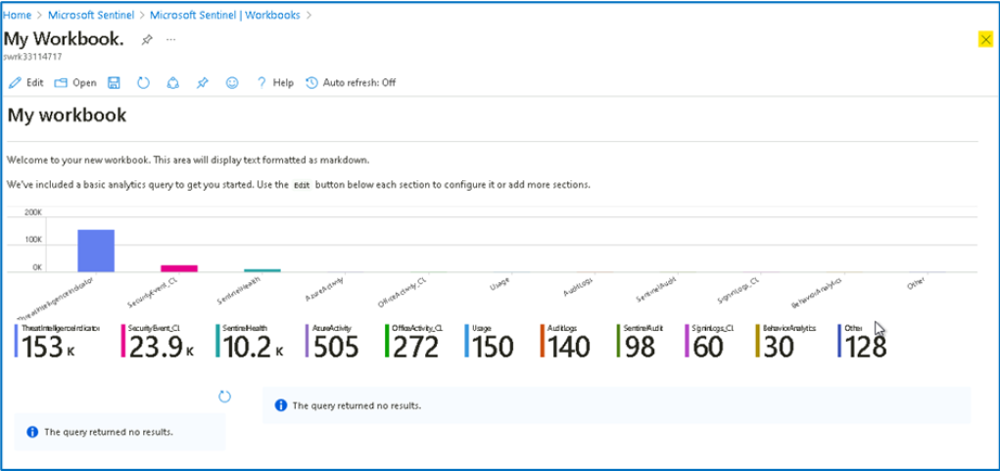 Home > Microsoft Sentinel > Microsoft Sentinel | Workbooks >
My Workbook.
swrk33114717
Edit Open Help Auto refresh: Off
My workbook
Welcome to your new workbook. This area will display text formatted as markdown.
We've included a basic analytics query to get you started. Use the Edit button below each section to configure it or add more sections.
200K
100K
0K
ThreatIntelligenceIndicator SecurityEvent_CL SentinelHealth AzureActivity OfficeActivity_CL Usage AuditLogs SentinelAudit SigninLogs_CL BehaviorAnalytics Other
ThreatIntelligenceIndicator SecurityEvent_CL SentinelHealth AzureActivity OfficeActivity_CL Usage AuditLogs SentinelAudit SigninLogs_CL BehaviorAnalytics Other
153 K 23.9 K 10.2 K 505 272 150 140 98 60 30 128
The query returned no results.
The query returned no results.